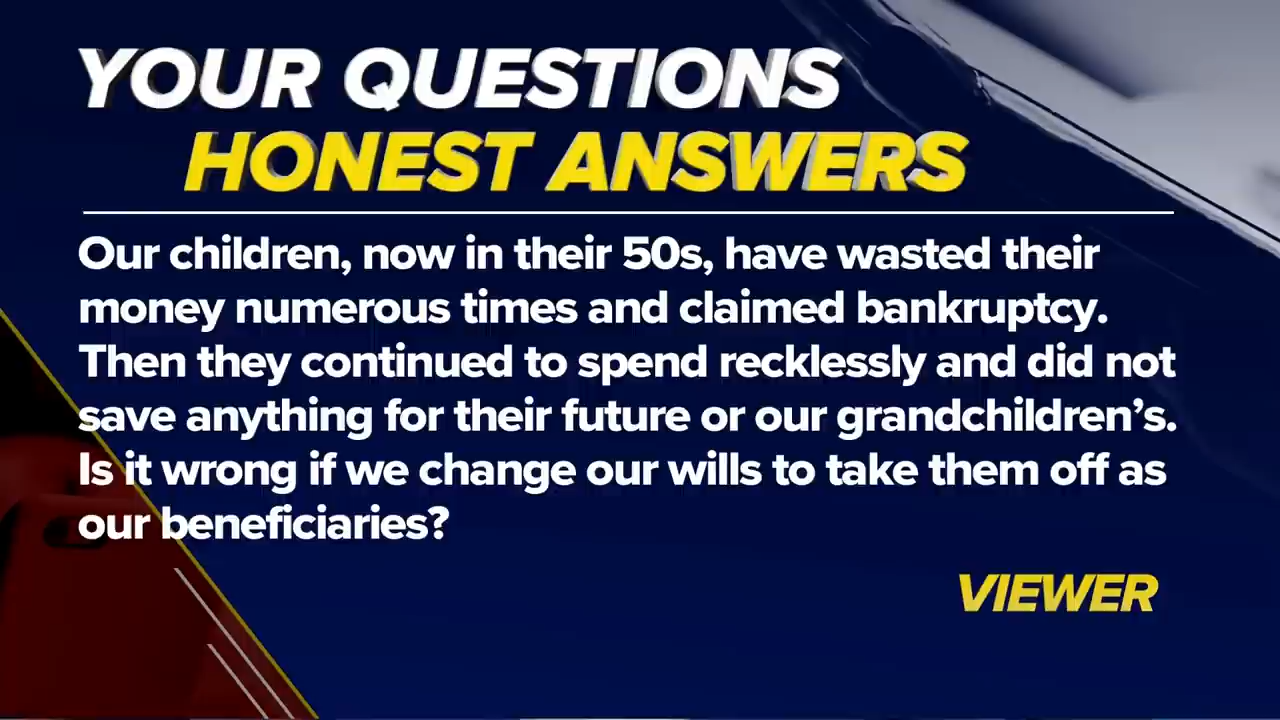 YOUR QUESTIONS
HONEST ANSWERS
Our children, now in their 50s, have wasted their
money numerous times and claimed bankruptcy.
Then they continued to spend recklessly and did not
save anything for their future or our grandchildren’s.
Is it wrong if we change our wills to take them off as
our beneficiaries?
VIEWER